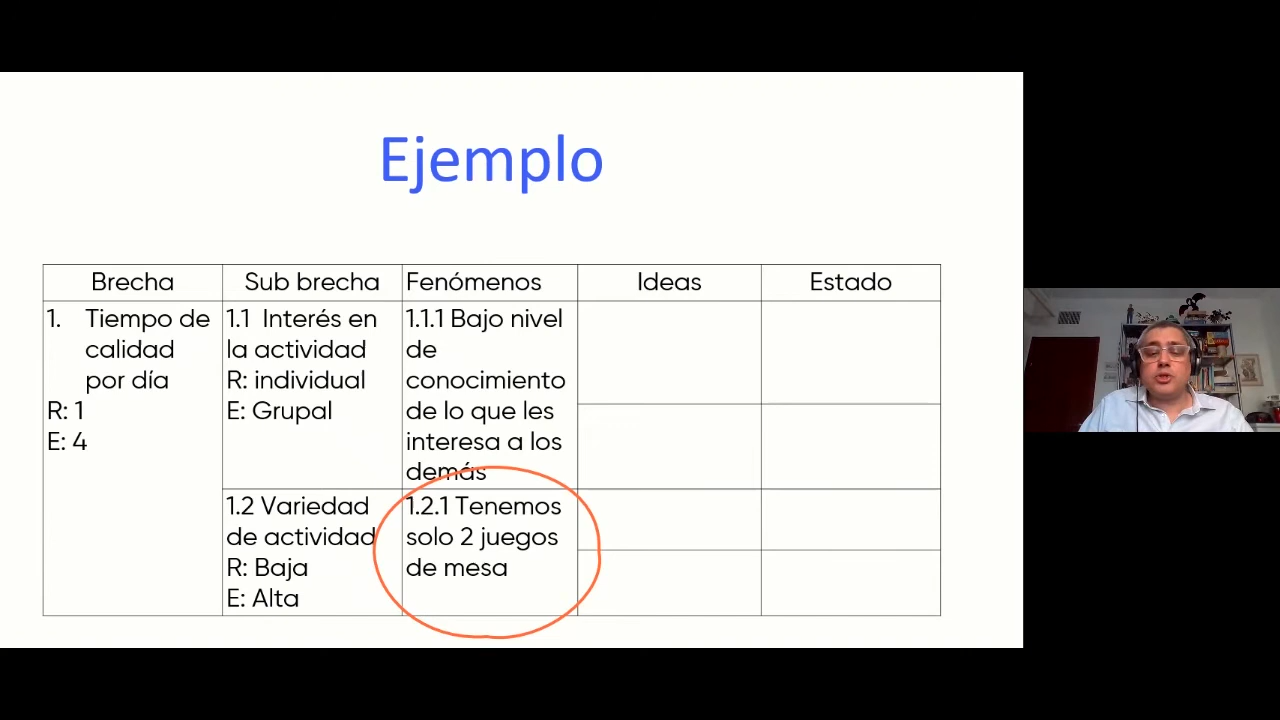 Ejemplo
Brecha
Sub brecha
Fenómenos
Ideas
Estado
1. Tiempo de
calidad
por día
R: 1
E: 4
1.1 Interés en
la actividad
R: individual
E: Grupal
1.1.1 Bajo nivel
de
conocimiento
de lo que les
interesa a los
demás
1.2 Variedad
de actividad
R: Baja
E: Alta
1.2.1 Tenemos
solo 2 juegos
de mesa